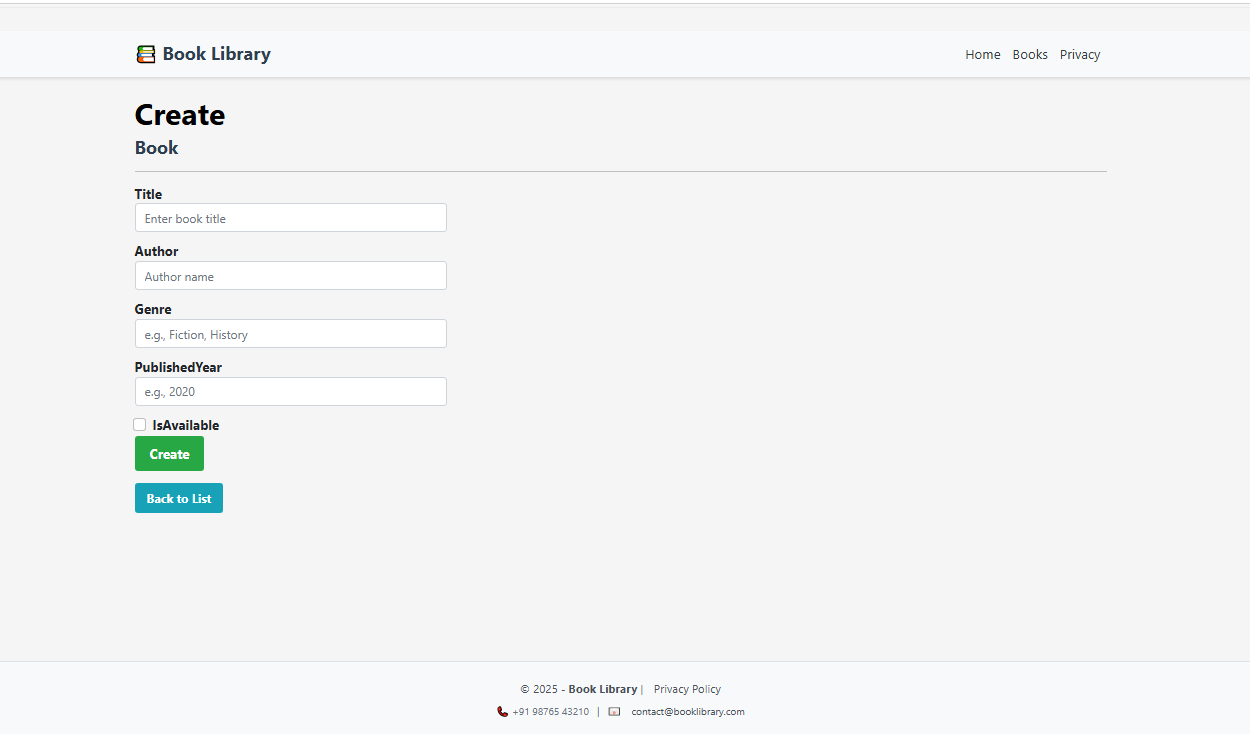 Book Library
Home Books Privacy
Create
Book
Title
Enter book title
Author
Author name
Genre
e.g., Fiction, History
PublishedYear
e.g., 2020
IsAvailable
Create
Back to List
© 2025 - Book Library | Privacy Policy
+91 98765 43210 | contact@booklibrary.com